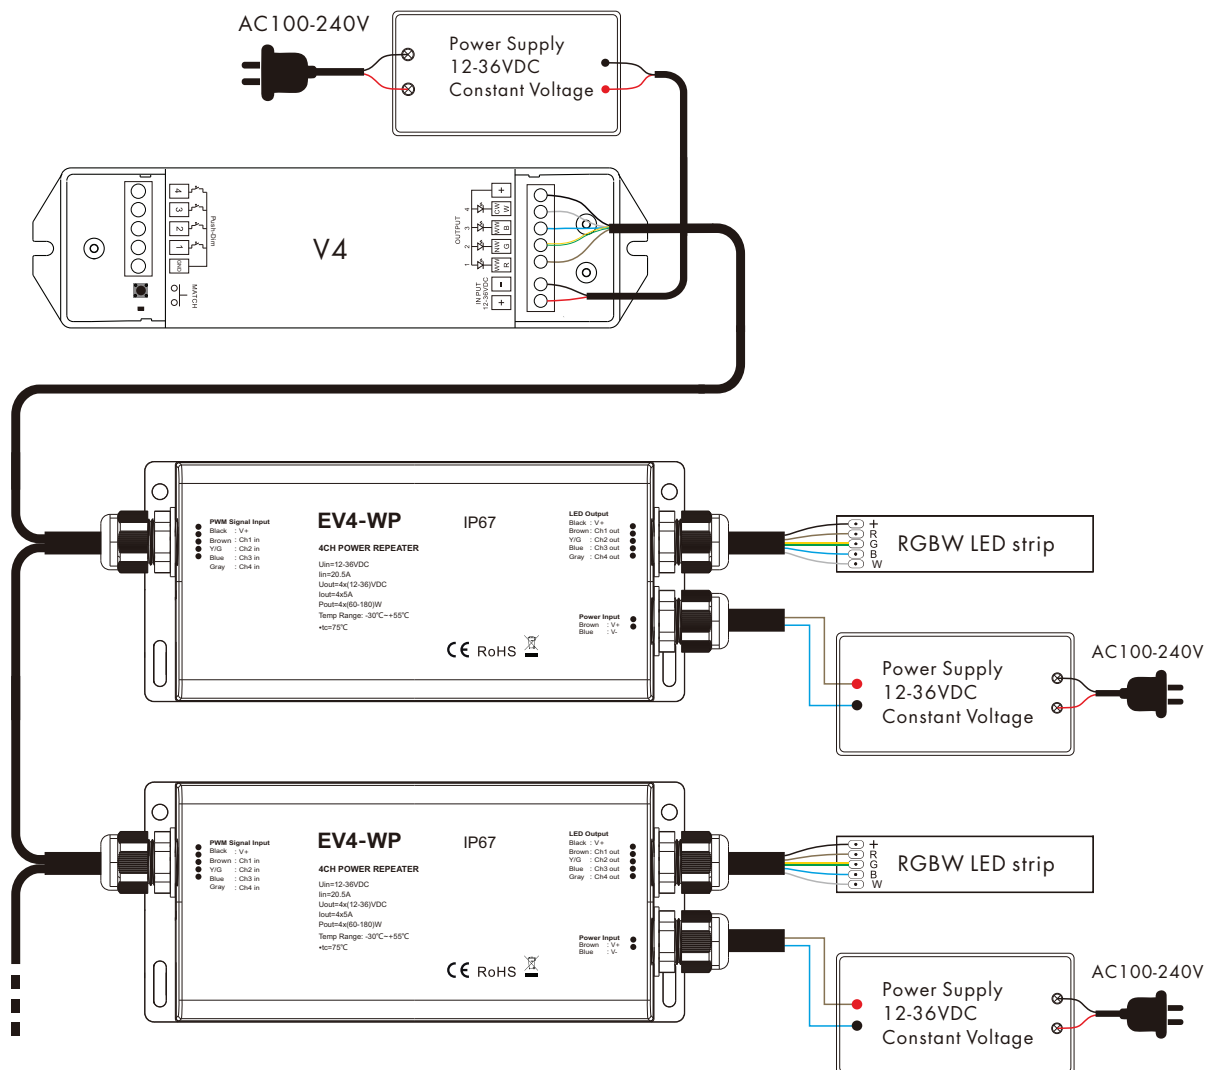 AC100-240V
Power Supply
12-36VDC
Constant Voltage
4
3
2
1
GND
Push-Dim
MATCH
V4
OUTPUT
4
3
2
1
+
CW W
WW B
NW G
WW R
-
+
INPUT
12-36VDC
PWM Signal Input
Black : V+
Brown : Ch1 in
Y/G : Ch2 in
Blue : Ch3 in
Gray : Ch4 in
EV4-WP
IP67
4CH POWER REPEATER
Uin=12-36VDC
Iin=20.5A
Uout=4x(12-36)VDC
Iout=4x5A
Pout=4x(60-180)W
Temp Range: -30℃~+55℃
•tc=75℃
CE RoHS
LED Output
Black : V+
Brown : Ch1 out
Y/G : Ch2 out
Blue : Ch3 out
Gray : Ch4 out
Power Input
Brown : V+
Blue : V-
+
R
G
B
W
RGBW LED strip
Power Supply
12-36VDC
Constant Voltage
AC100-240V
PWM Signal Input
Black : V+
Brown : Ch1 in
Y/G : Ch2 in
Blue : Ch3 in
Gray : Ch4 in
EV4-WP
IP67
4CH POWER REPEATER
Uin=12-36VDC
Iin=20.5A
Uout=4x(12-36)VDC
Iout=4x5A
Pout=4x(60-180)W
Temp Range: -30℃~+55℃
•tc=75℃
CE RoHS
LED Output
Black : V+
Brown : Ch1 out
Y/G : Ch2 out
Blue : Ch3 out
Gray : Ch4 out
Power Input
Brown : V+
Blue : V-
+
R
G
B
W
RGBW LED strip
Power Supply
12-36VDC
Constant Voltage
AC100-240V